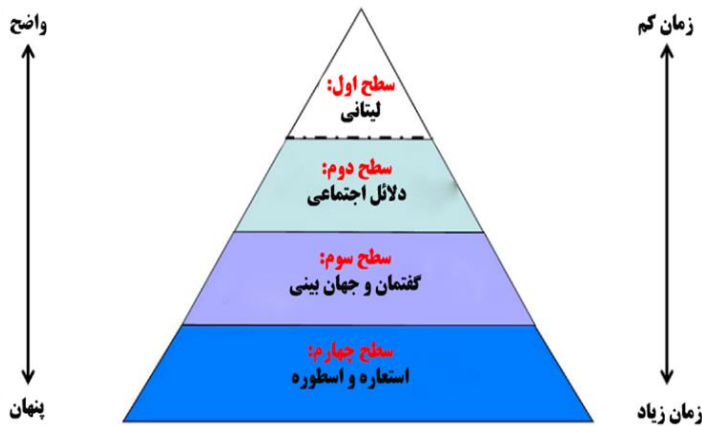 واضح
زمان کم
سطح اول:
لیتانی
سطح دوم:
دلائل اجتماعی
سطح سوم:
گفتمان و جهان بینی
سطح چهارم:
استعاره و اسطوره
پنهان
زمان زیاد